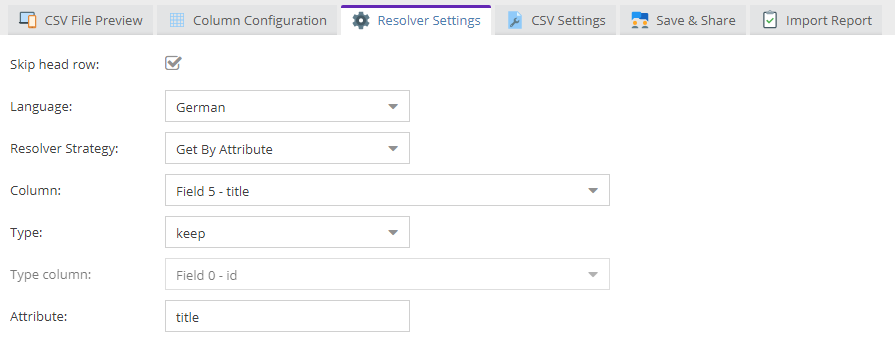 CSV File Preview Column Configuration Resolver Settings CSV Settings Save & Share Import Report
Skip head row:
Language: German
Resolver Strategy: Get By Attribute
Column: Field 5 - title
Type: keep
Type column: Field 0 - id
Attribute: title